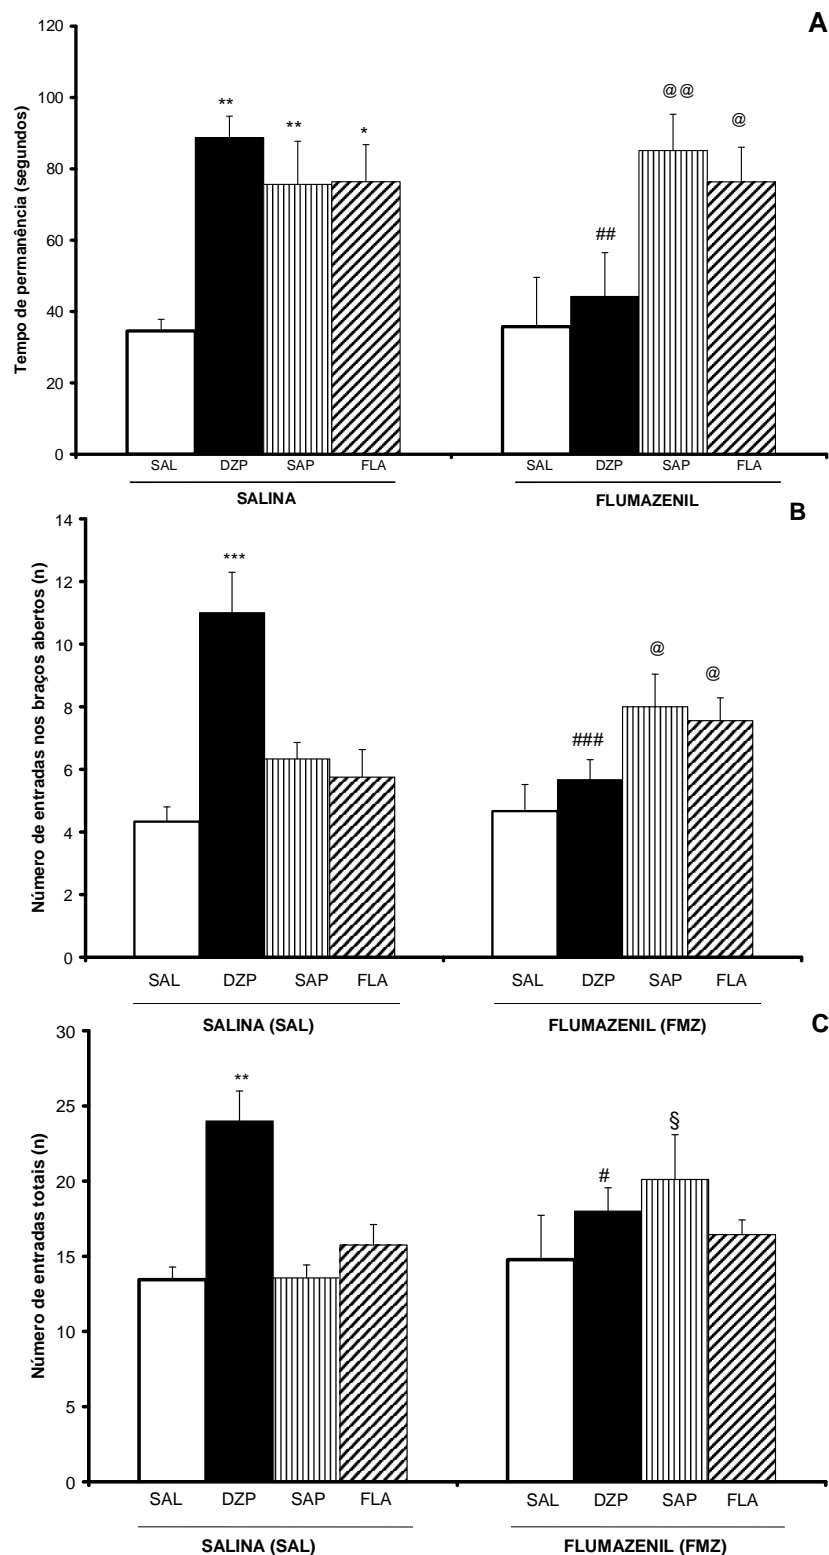 A
Tempo de permanência (segundos)
120
100
80
60
40
20
0
**
**
*
##
@ @
@
SAL DZP SAP FLA SAL DZP SAP FLA
SALINA FLUMAZENIL
B
Número de entradas nos braços abertos (n)
14
12
10
8
6
4
2
0
***
###
@
@
SAL DZP SAP FLA SAL DZP SAP FLA
SALINA (SAL) FLUMAZENIL (FMZ)
C
Número de entradas totais (n)
30
25
20
15
10
5
0
**
#
§
SAL DZP SAP FLA SAL DZP SAP FLA
SALINA (SAL) FLUMAZENIL (FMZ)